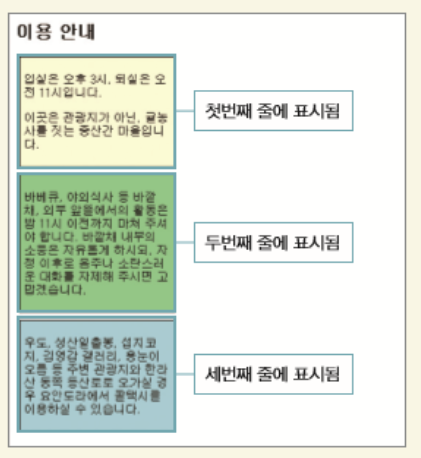 이용 안내
입실은 오후 3시, 퇴실은 오
전 11시입니다.
이곳은 관광지가 아닌, 귤농
사를 짓는 중산간 마을입니
다.
첫번째 줄에 표시됨
바베큐, 야외식사 등 바깥
채, 외부 앞뜰에서의 활동은
밤 11시 이전까지 마쳐 주셔
야 합니다. 바깥채 내부의
소등은 자유롭게 하시되, 자
정 이후로 음주나 소란스러
운 대화를 자제해 주시면 고
맙겠습니다.
두번째 줄에 표시됨
우도, 성산일출봉, 섭지코
지, 김영갑 갤러리, 용눈이
오름 등 주변 관광지와 한라
산 동쪽 등산로로 오가실 경
우 요안도라에서 콜택시를
이용하실 수 있습니다.
세번째 줄에 표시됨